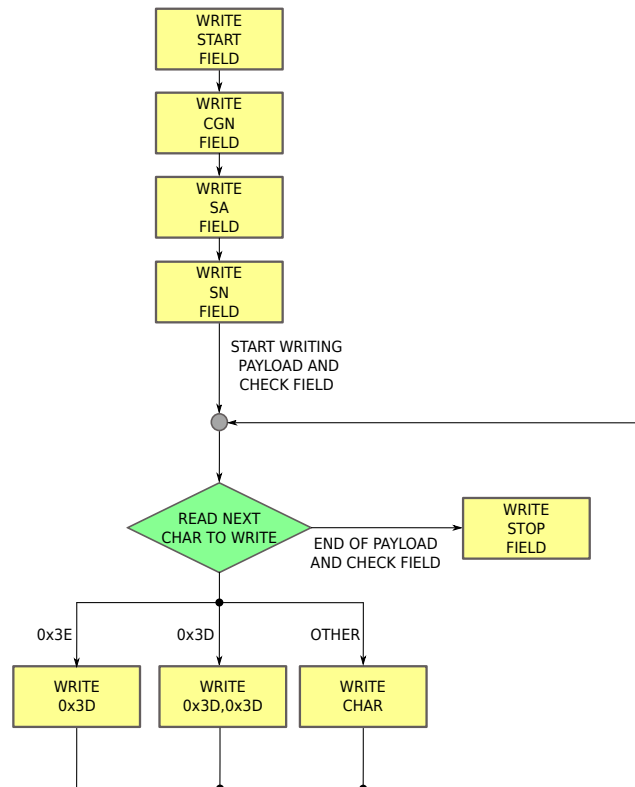 WRITE
START
FIELD
WRITE
CGN
FIELD
WRITE
SA
FIELD
WRITE
SN
FIELD
START WRITING
PAYLOAD AND
CHECK FIELD
READ NEXT
CHAR TO WRITE
END OF PAYLOAD
AND CHECK FIELD
WRITE
STOP
FIELD
0x3E
0x3D
OTHER
WRITE
0x3D
WRITE
0x3D,0x3D
WRITE
CHAR